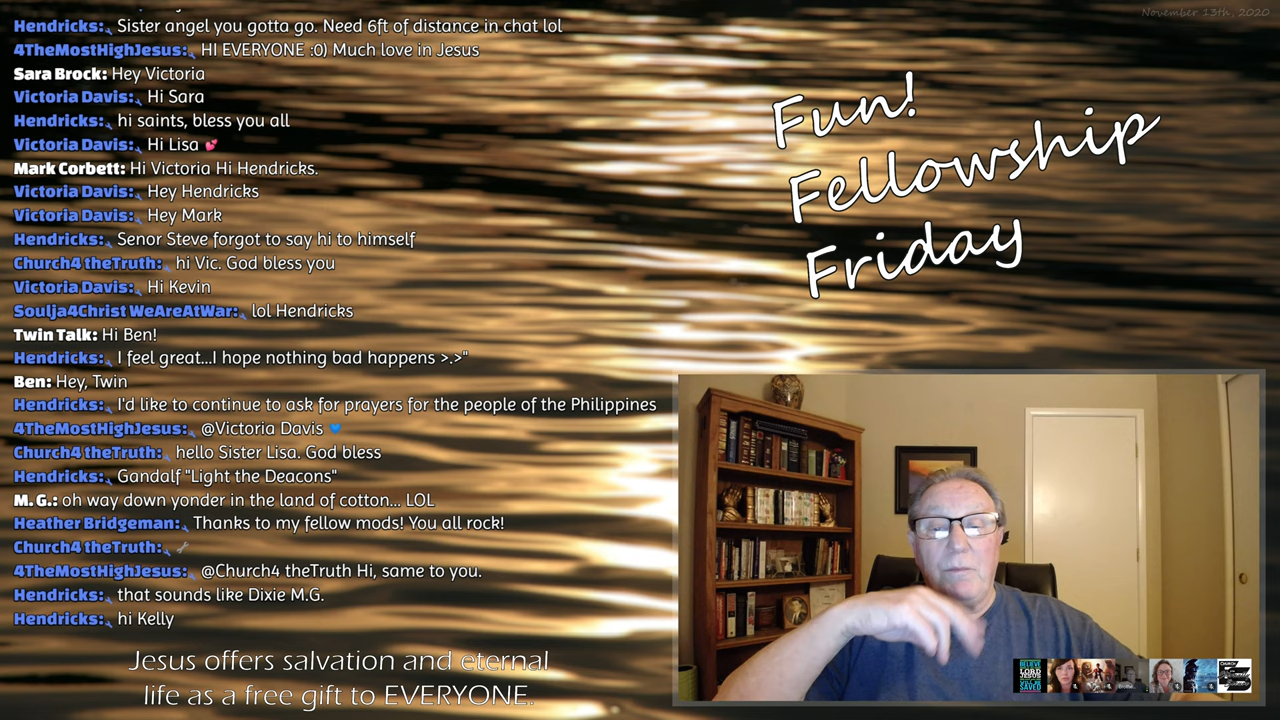 November 13th, 2020
Hendricks: Sister angel you gotta go. Need 6ft of distance in chat lol
4TheMostHighJesus: HI EVERYONE :0) Much love in Jesus
Sara Brock: Hey Victoria
Victoria Davis: Hi Sara
Hendricks: hi saints, bless you all
Victoria Davis: Hi Lisa 💕
Mark Corbett: Hi Victoria Hi Hendricks.
Victoria Davis: Hey Hendricks
Victoria Davis: Hey Mark
Hendricks: Senor Steve forgot to say hi to himself
Church4 theTruth: hi Vic. God bless you
Victoria Davis: Hi Kevin
Soulja4Christ WeAreAtWar: lol Hendricks
Twin Talk: Hi Ben!
Hendricks: I feel great...I hope nothing bad happens >.>"
Ben: Hey, Twin
Hendricks: I'd like to continue to ask for prayers for the people of the Philippines
4TheMostHighJesus: @Victoria Davis 💙
Church4 theTruth: hello Sister Lisa. God bless
Hendricks: Gandalf "Light the Deacons"
M. G.: oh way down yonder in the land of cotton... LOL
Heather Bridgeman: Thanks to my fellow mods! You all rock!
Church4 theTruth: 🔧
4TheMostHighJesus: @Church4 theTruth Hi, same to you.
Hendricks: that sounds like Dixie M.G.
Hendricks: hi Kelly
Jesus offers salvation and eternal
life as a free gift to EVERYONE.
Fun!
Fellowship
Friday
BELIEVE
LORD
JESUS
SAVED